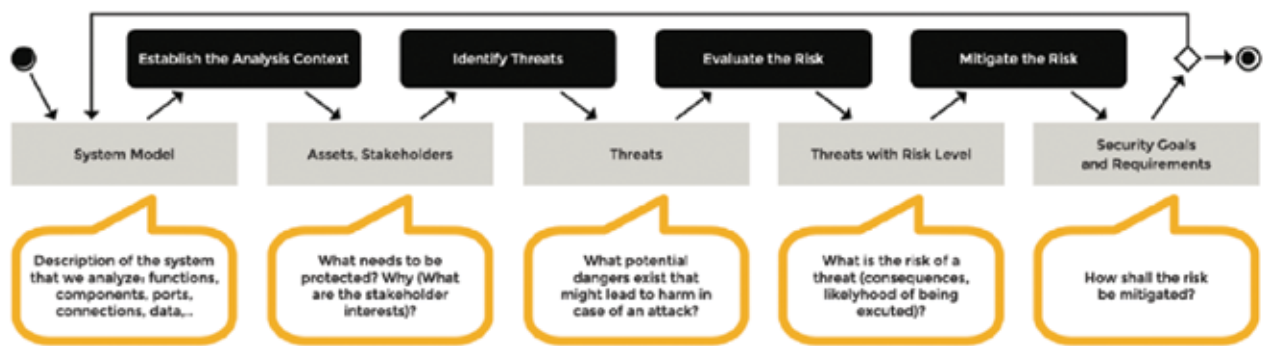 Establish the Analysis Context
Identify Threats
Evaluate the Risk
Mitigate the Risk
System Model
Assets, Stakeholders
Threats
Threats with Risk Level
Security Goals
and Requirements
Description of the system
that we analyze: functions,
components, ports,
connections, data,..
What needs to be
protected? Why (What
are the stakeholder
interests)?
What potential
dangers exist that
might lead to harm in
case of an attack?
What is the risk of a
threat (consequences,
likelyhood of being
excuted)?
How shall the risk
be mitigated?